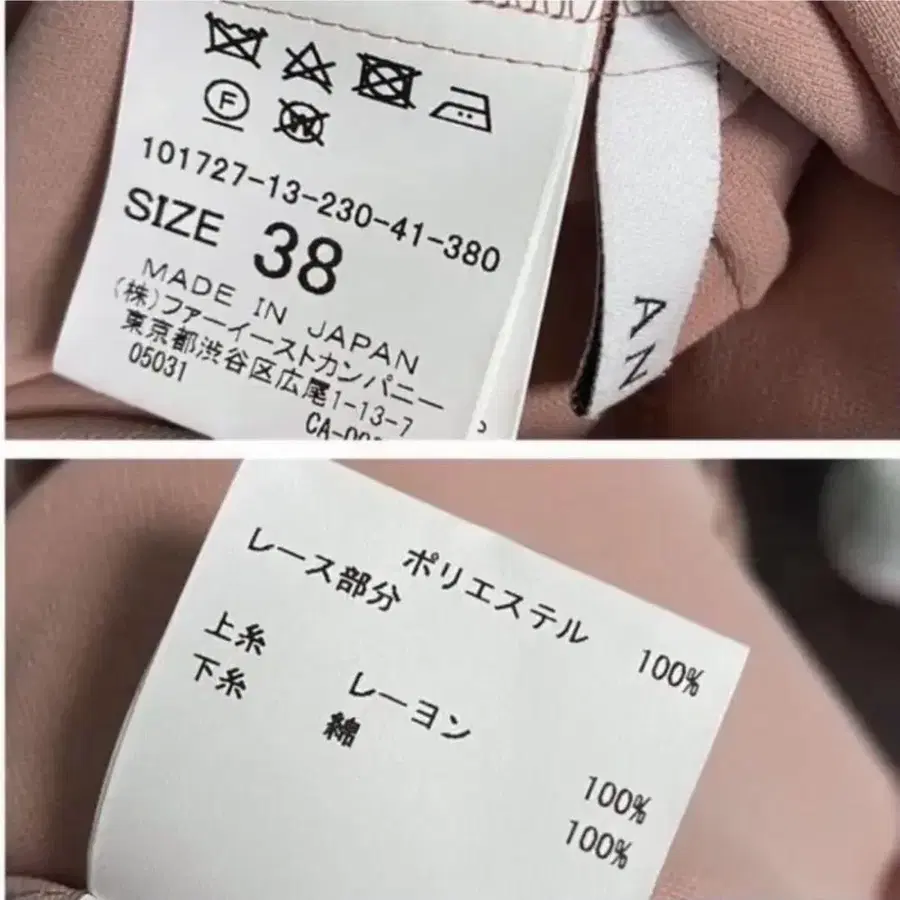 F
W
101727-13-230-41-380
SIZE 38
MADE IN JAPAN
(株)ファーイーストカンパニー
東京都渋谷区広尾1-13-7
05031
CA-00
AN
ポリエステル 100%
レース部分
上糸 レーヨン 100%
下糸 綿 100%